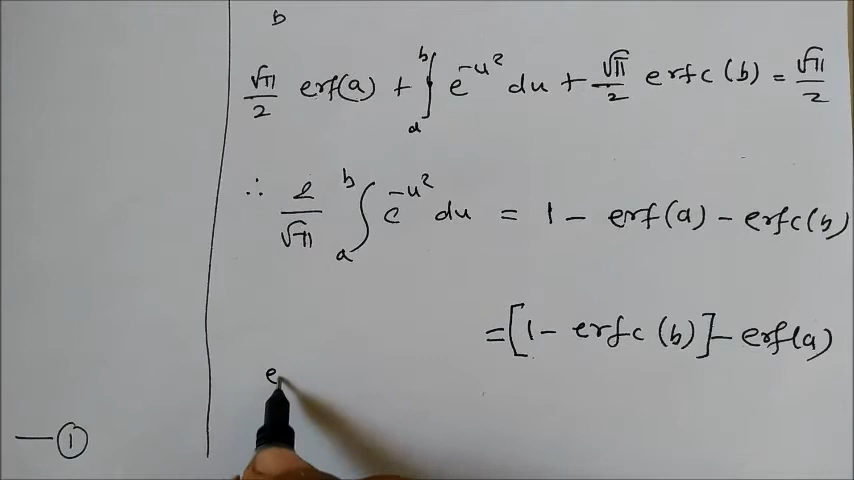 b
√π/2 erf(a) + ∫_a^b e^{-u²} du + √π/2 erfc(b) = √π/2
∴ 2/√π ∫_a^b e^{-u²} du = 1 - erf(a) - erfc(b)
= [1 - erfc(b)] - erf(a)
e
— ①